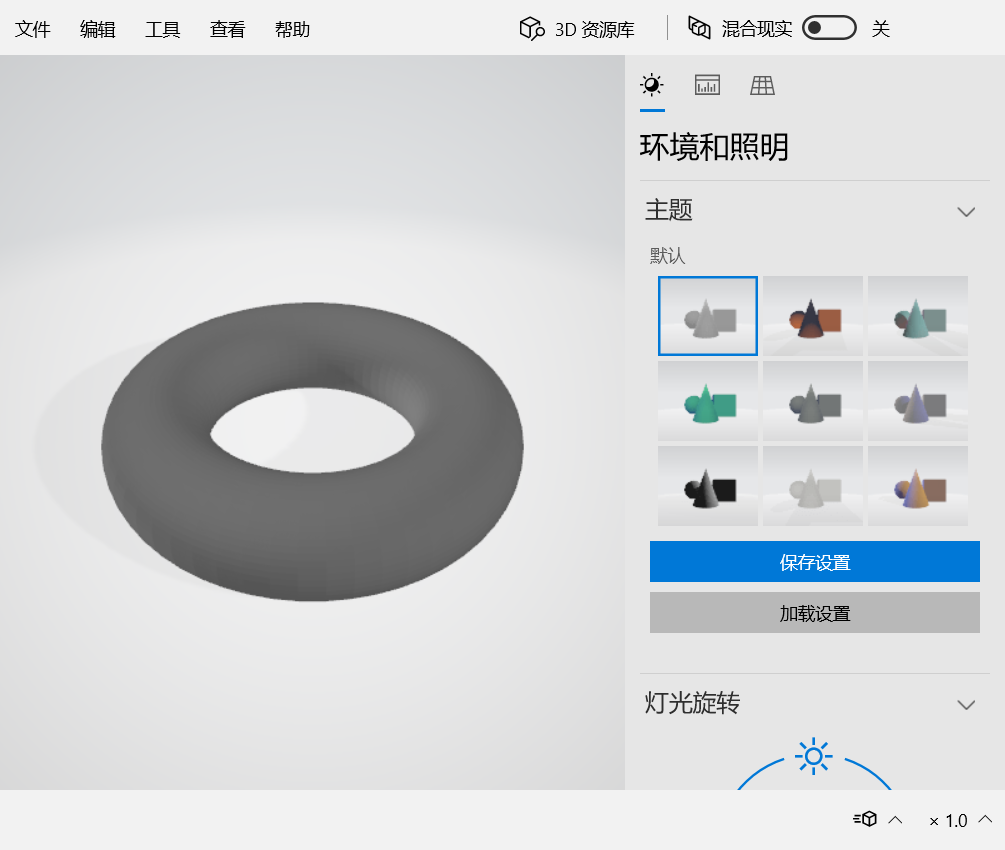 文件 编辑 工具 查看 帮助 3D 资源库 混合现实 关
环境和照明
主题
默认
保存设置
加载设置
灯光旋转
× 1.0